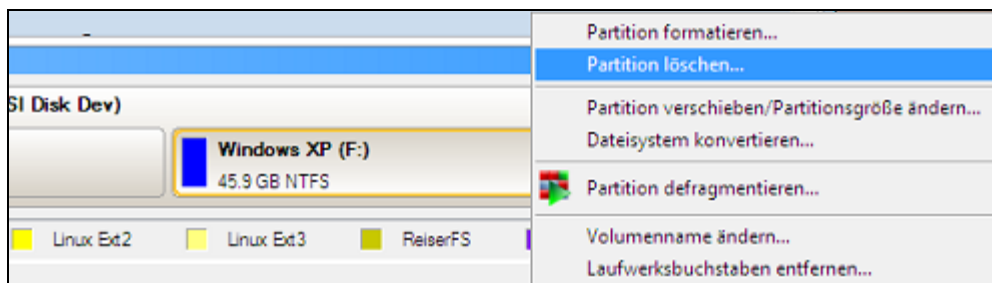 SI Disk Dev)
Windows XP (F:)
45.9 GB NTFS
Linux Ext2 Linux Ext3 ReiserFS
Partition formatieren...
Partition löschen...
Partition verschieben/Partitionsgröße ändern...
Dateisystem konvertieren...
Partition defragmentieren...
Volumenname ändern...
Laufwerksbuchstaben entfernen...